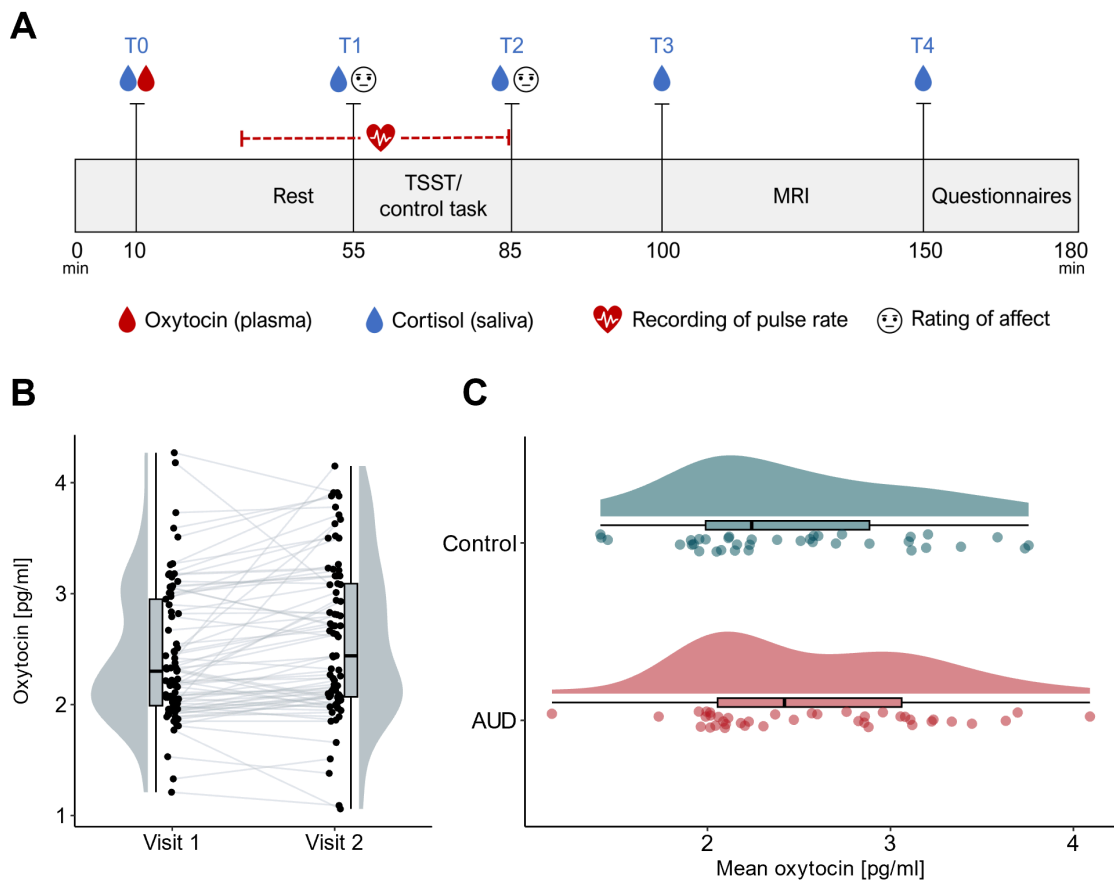 A
T0
T1
T2
T3
T4
Rest
TSST/
control task
MRI
Questionnaires
0
min
10
55
85
100
150
180
min
Oxytocin (plasma)
Cortisol (saliva)
Recording of pulse rate
Rating of affect
B
Oxytocin [pg/ml]
4
3
2
1
Visit 1
Visit 2
C
Control
AUD
2
3
4
Mean oxytocin [pg/ml]